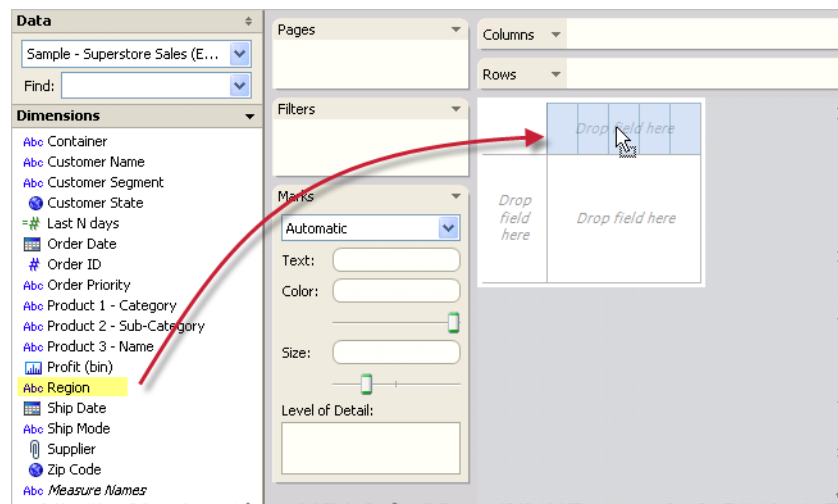 Data
Sample - Superstore Sales (E...
Find:
Dimensions
Abc Container
Abc Customer Name
Abc Customer Segment
Customer State
=# Last N days
Order Date
# Order ID
Abc Order Priority
Abc Product 1 - Category
Abc Product 2 - Sub-Category
Abc Product 3 - Name
Profit (bin)
Abc Region
Ship Date
Abc Ship Mode
Supplier
Zip Code
Abc Measure Names
Pages
Filters
Marks
Automatic
Text:
Color:
Size:
Level of Detail:
Columns
Rows
Drop field here
Drop
field
here
Drop field here